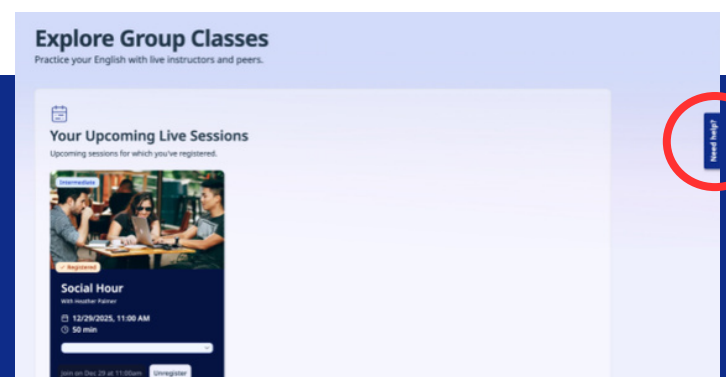 Explore Group Classes
Practice your English with live instructors and peers.
Need help?
Your Upcoming Live Sessions
Upcoming sessions for which you've registered.
Intermediate
✓ Registered
Social Hour
With Heather Palmer
12/29/2025, 11:00 AM
50 min
Join on Dec 29 at 11:00am
Unregister